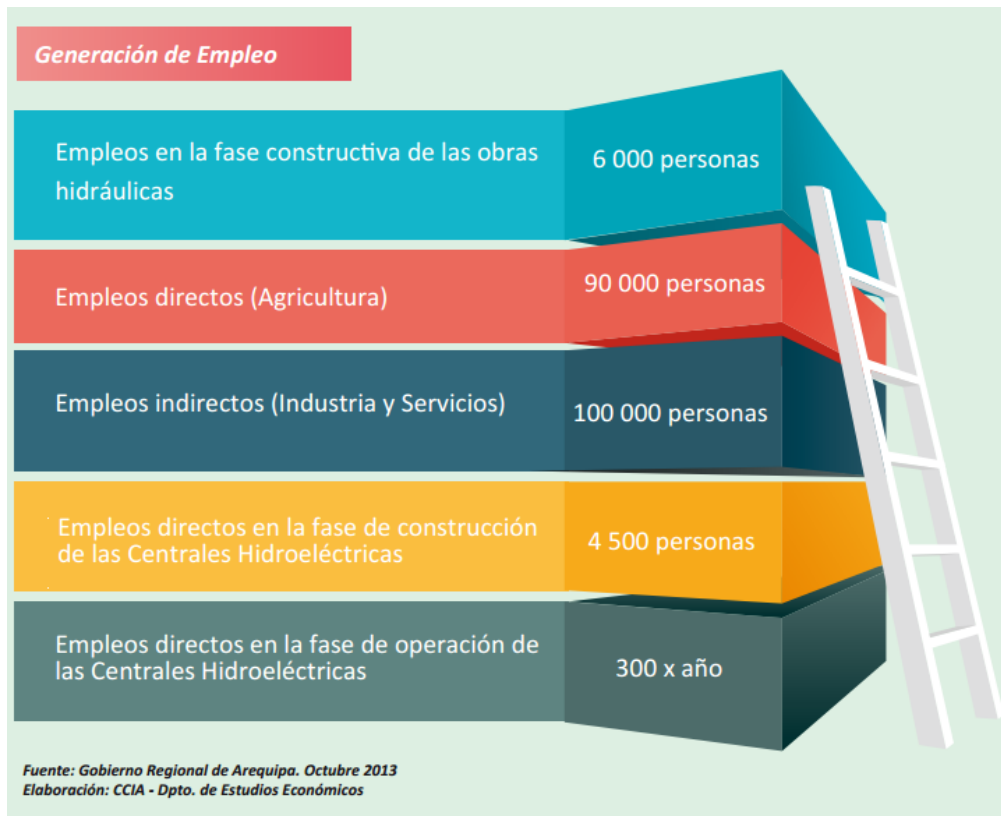 Generación de Empleo
Empleos en la fase constructiva de las obras
hidráulicas
6 000 personas
Empleos directos (Agricultura)
90 000 personas
Empleos indirectos (Industria y Servicios)
100 000 personas
Empleos directos en la fase de construcción
de las Centrales Hidroeléctricas
4 500 personas
Empleos directos en la fase de operación de
las Centrales Hidroeléctricas
300 x año
Fuente: Gobierno Regional de Arequipa. Octubre 2013
Elaboración: CCIA - Dpto. de Estudios Económicos